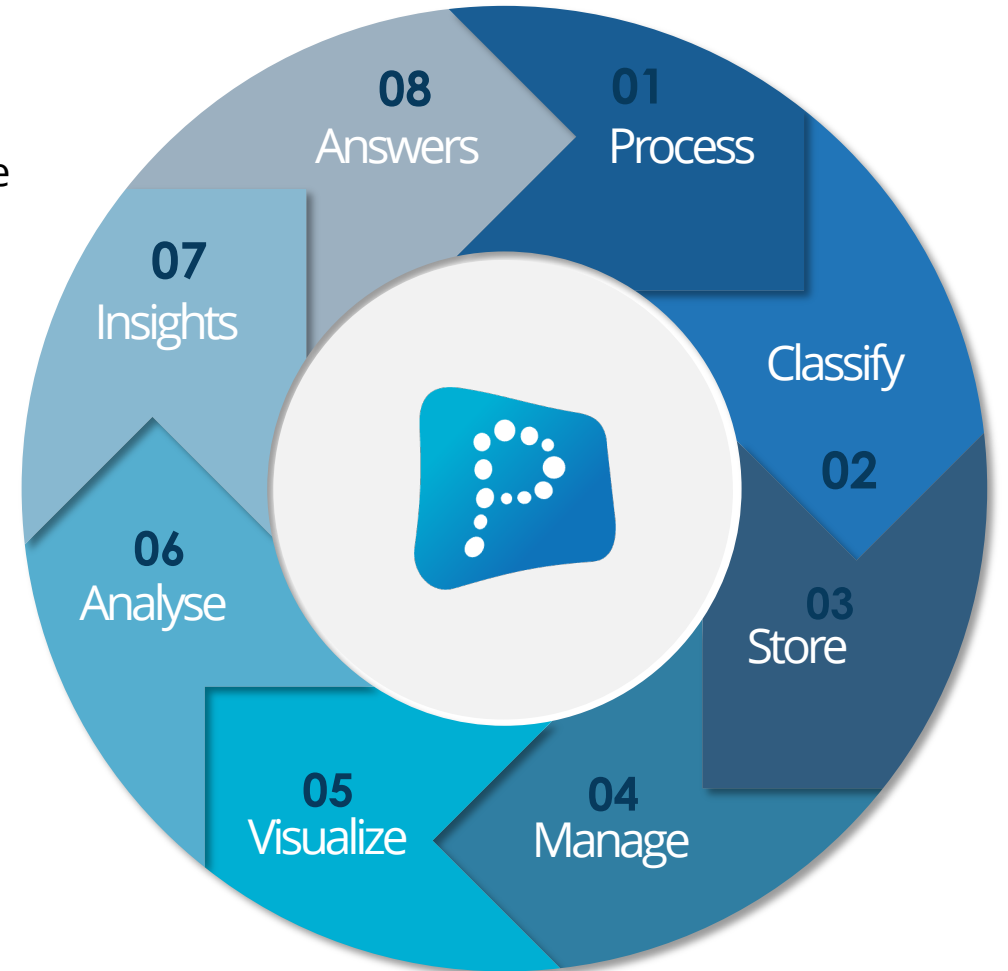 e
01
Process
Classify
02
03
Store
04
Manage
05
Visualize
06
Analyse
07
Insights
08
Answers
P